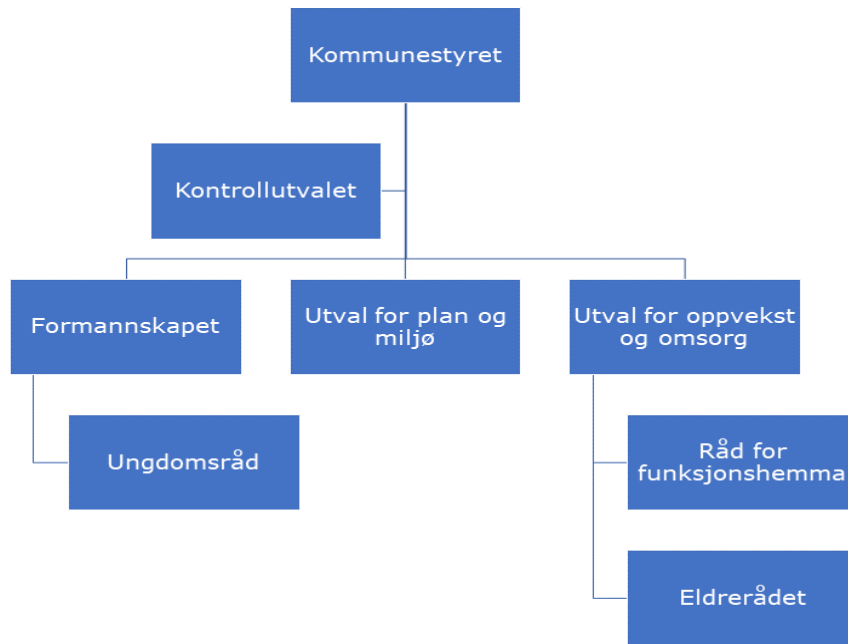 Kommunestyret
Kontrollutvalet
Formannskapet
Utval for plan og
miljø
Utval for oppvekst
og omsorg
Ungdomsråd
Råd for
funksjonshemma
Eldrerådet